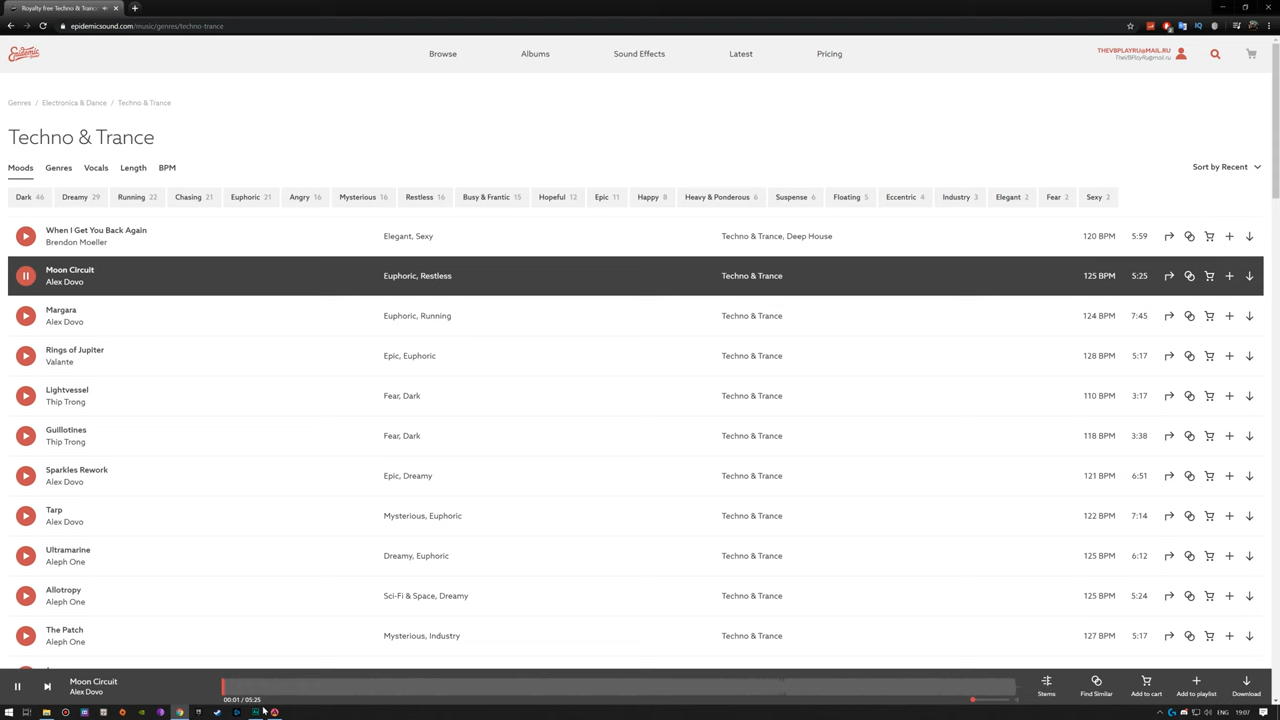 Royalty free Techno & Tranc
epidemicsound.com/music/genres/techno-trance
Epidemic
Browse
Albums
Sound Effects
Latest
Pricing
THEVBPLAYRU@MAIL.RU
TheVBPlayRu@mail.ru
Genres / Electronica & Dance / Techno & Trance
Techno & Trance
Moods Genres Vocals Length BPM
Sort by Recent
Dark 46 Dreamy 29 Running 22 Chasing 21 Euphoric 21 Angry 16 Mysterious 16 Restless 16 Busy & Frantic 15 Hopeful 12 Epic 11 Happy 8 Heavy & Ponderous 6 Suspense 6 Floating 5 Eccentric 4 Industry 3 Elegant 2 Fear 2 Sexy 2
When I Get You Back Again
Brendon Moeller
Elegant, Sexy
Techno & Trance, Deep House
120 BPM
5:59
Moon Circuit
Alex Dovo
Euphoric, Restless
Techno & Trance
125 BPM
5:25
Margara
Alex Dovo
Euphoric, Running
Techno & Trance
124 BPM
7:45
Rings of Jupiter
Valante
Epic, Euphoric
Techno & Trance
128 BPM
5:17
Lightvessel
Thip Trong
Fear, Dark
Techno & Trance
110 BPM
3:17
Guillotines
Thip Trong
Fear, Dark
Techno & Trance
118 BPM
3:38
Sparkles Rework
Alex Dovo
Epic, Dreamy
Techno & Trance
121 BPM
6:51
Tarp
Alex Dovo
Mysterious, Euphoric
Techno & Trance
122 BPM
7:14
Ultramarine
Aleph One
Dreamy, Euphoric
Techno & Trance
125 BPM
6:12
Allotropy
Aleph One
Sci-Fi & Space, Dreamy
Techno & Trance
125 BPM
5:24
The Patch
Aleph One
Mysterious, Industry
Techno & Trance
127 BPM
5:17
Moon Circuit
Alex Dovo
00:01 / 05:25
Stems
Find Similar
Add to cart
Add to playlist
Download
ENG
19:07